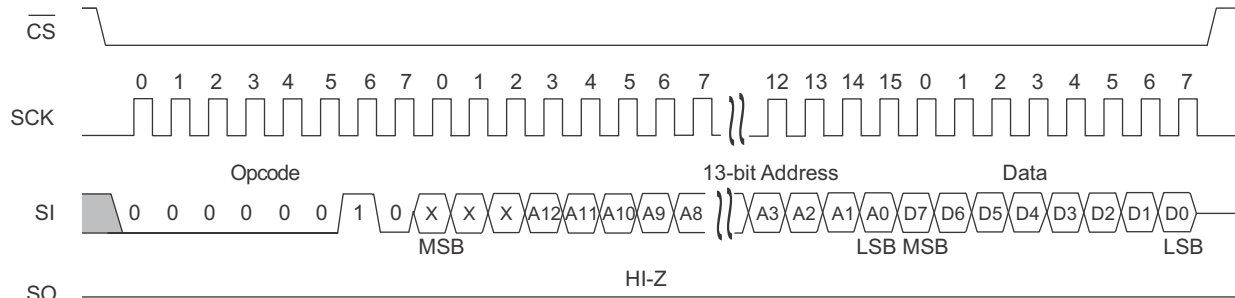 CS
0 1 2 3 4 5 6 7 0 1 2 3 4 5 6 7 12 13 14 15 0 1 2 3 4 5 6 7
SCK
Opcode 13-bit Address Data
SI 0 0 0 0 0 0 1 0 X X X A12 A11 A10 A9 A8 A3 A2 A1 A0 D7 D6 D5 D4 D3 D2 D1 D0
MSB LSB MSB LSB
HI-Z
SO